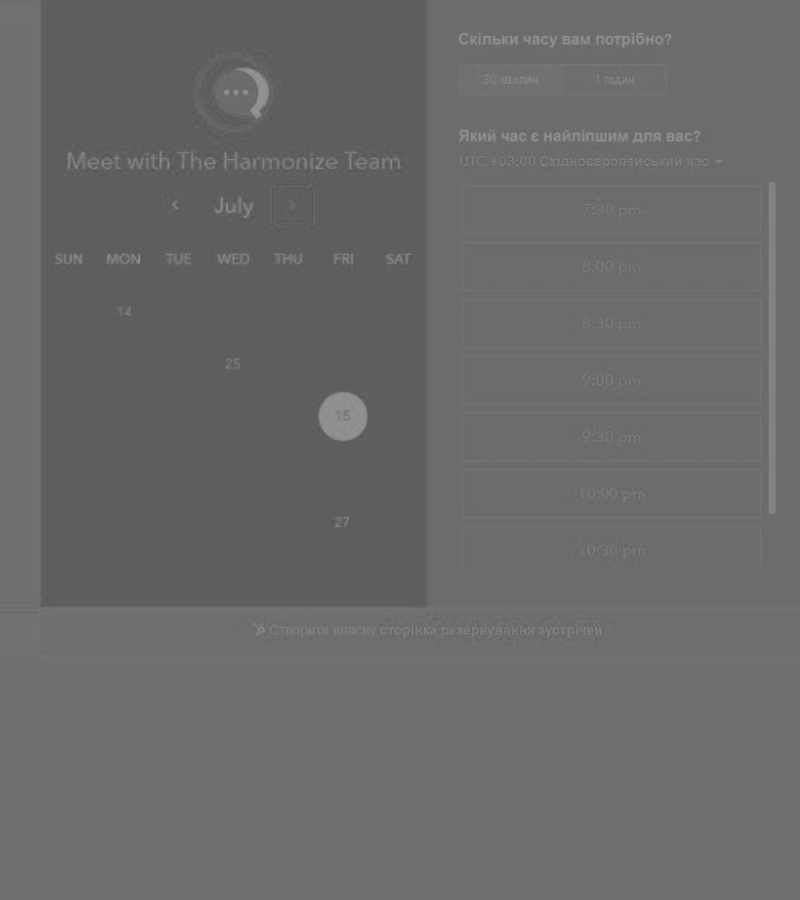 Meet with The Harmonize Team
July
SUN MON TUE WED THU FRI SAT
14
25
15
27
Скільки часу вам потрібно?
30 хвилин 1 годин
Який час є найліпшим для вас?
UTC +03:00 Східноєвропейський час
7:30 pm
8:00 pm
8:30 pm
9:00 pm
9:30 pm
10:00 pm
10:30 pm
Створити власну сторінка резервування зустрічей